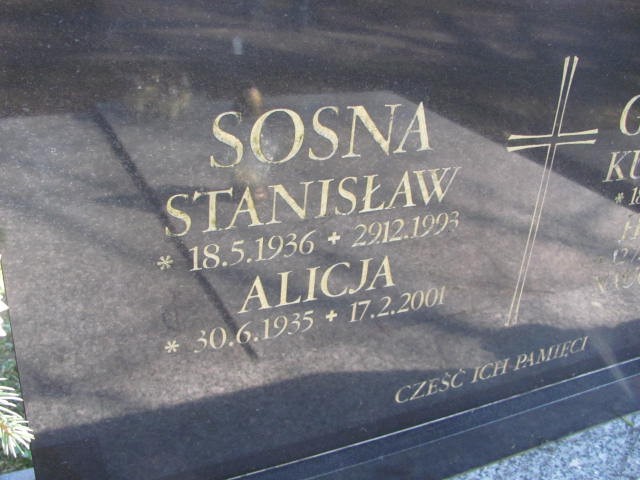 SOSNA
STANISŁAW
* 18.5.1936 + 29.12.1993
ALICJA
* 30.6.1935 + 17.2.2001
CZEŚĆ ICH PAMIĘCI